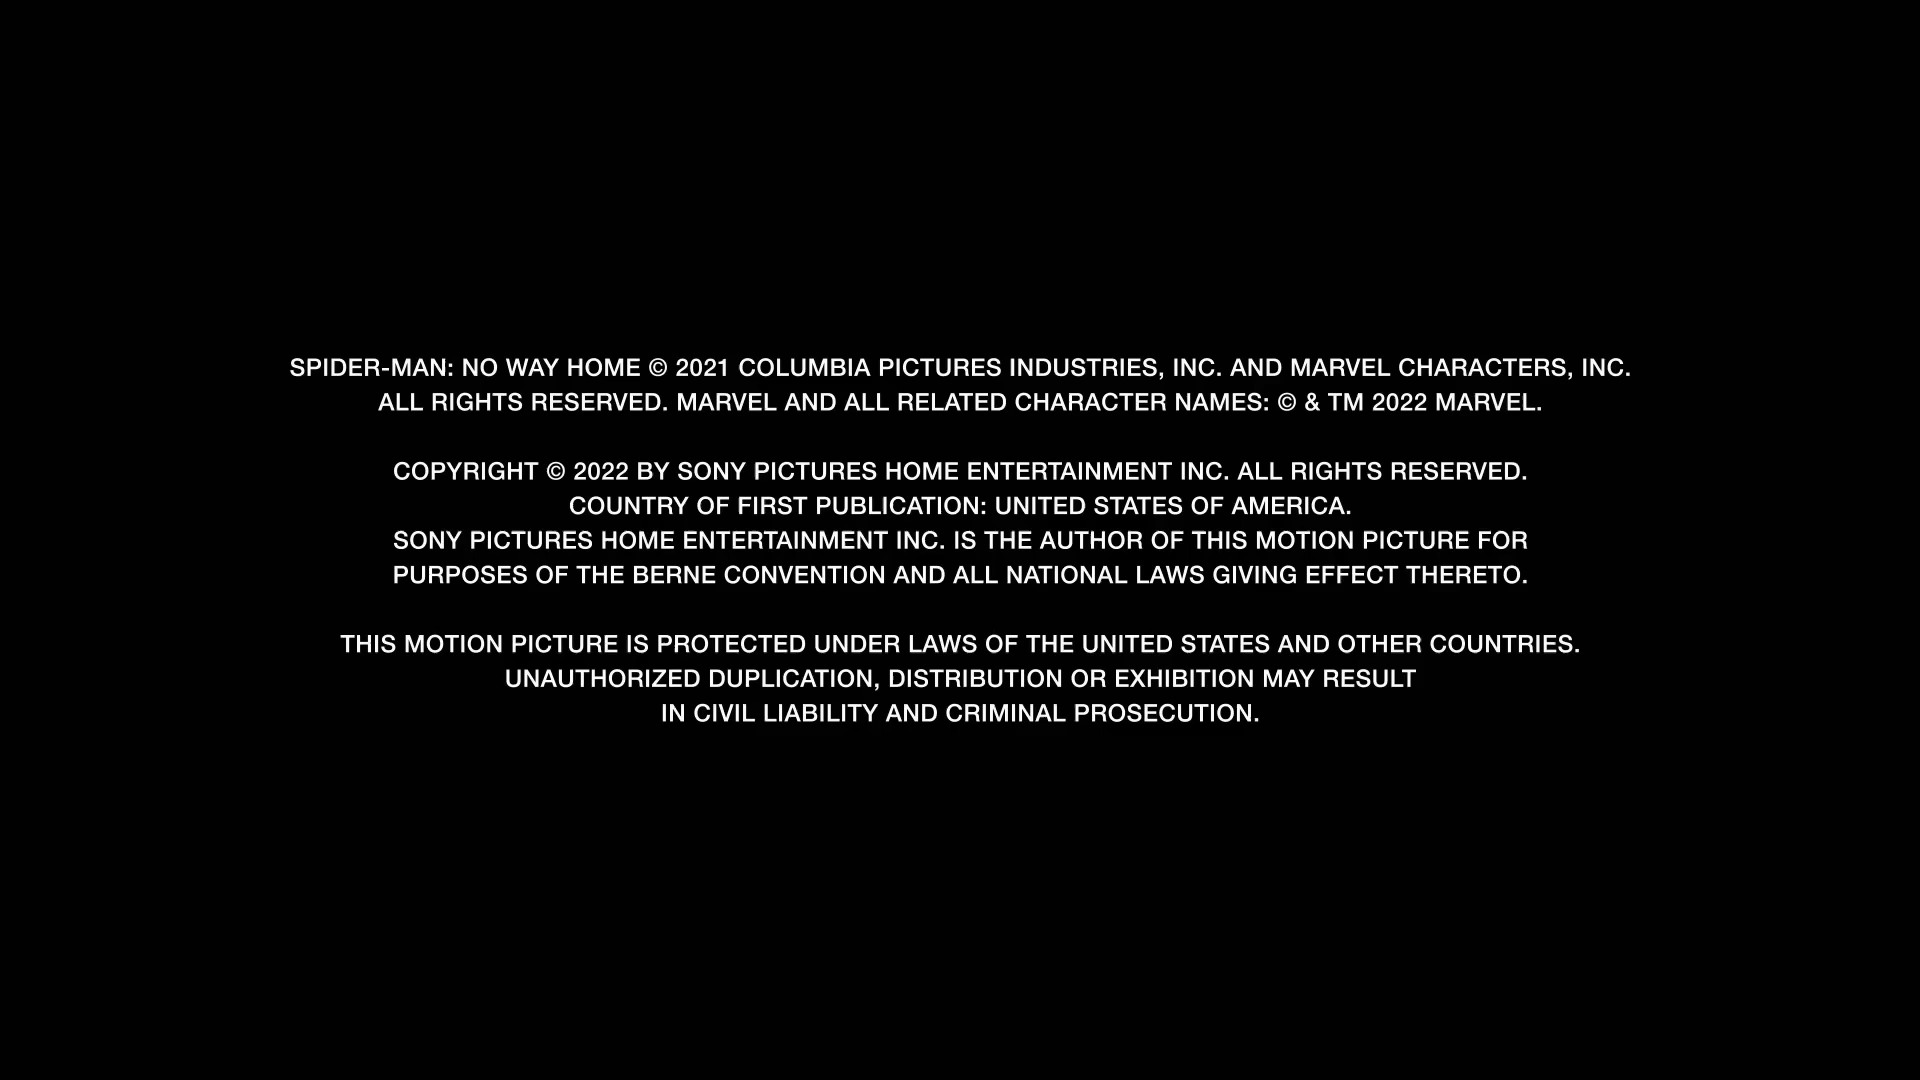 SPIDER-MAN: NO WAY HOME © 2021 COLUMBIA PICTURES INDUSTRIES, INC. AND MARVEL CHARACTERS, INC.
ALL RIGHTS RESERVED. MARVEL AND ALL RELATED CHARACTER NAMES: © & TM 2022 MARVEL.
COPYRIGHT © 2022 BY SONY PICTURES HOME ENTERTAINMENT INC. ALL RIGHTS RESERVED.
COUNTRY OF FIRST PUBLICATION: UNITED STATES OF AMERICA.
SONY PICTURES HOME ENTERTAINMENT INC. IS THE AUTHOR OF THIS MOTION PICTURE FOR
PURPOSES OF THE BERNE CONVENTION AND ALL NATIONAL LAWS GIVING EFFECT THERETO.
THIS MOTION PICTURE IS PROTECTED UNDER LAWS OF THE UNITED STATES AND OTHER COUNTRIES.
UNAUTHORIZED DUPLICATION, DISTRIBUTION OR EXHIBITION MAY RESULT
IN CIVIL LIABILITY AND CRIMINAL PROSECUTION.